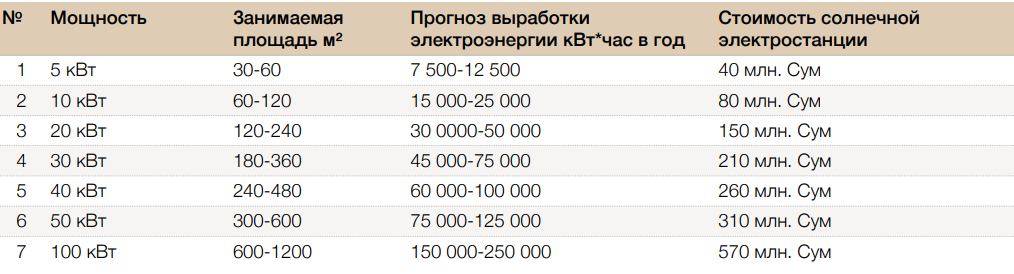 № Мощность Занимаемая площадь м² Прогноз выработки электроэнергии кВт*час в год Стоимость солнечной электростанции
1 5 кВт 30-60 7 500-12 500 40 млн. Сум
2 10 кВт 60-120 15 000-25 000 80 млн. Сум
3 20 кВт 120-240 30 0000-50 000 150 млн. Сум
4 30 кВт 180-360 45 000-75 000 210 млн. Сум
5 40 кВт 240-480 60 000-100 000 260 млн. Сум
6 50 кВт 300-600 75 000-125 000 310 млн. Сум
7 100 кВт 600-1200 150 000-250 000 570 млн. Сум